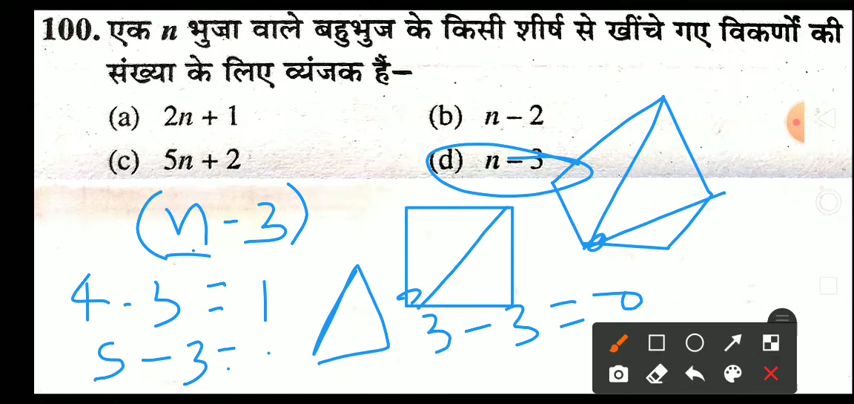 100. एक n भुजा वाले बहुभुज के किसी शीर्ष से खींचे गए विकर्णों की
संख्या के लिए व्यंजक हैं–
(a) 2n + 1 (b) n – 2
(c) 5n + 2 (d) n – 3
(n - 3)
4 - 3 = 1
3 - 3 = 0
5 - 3 =